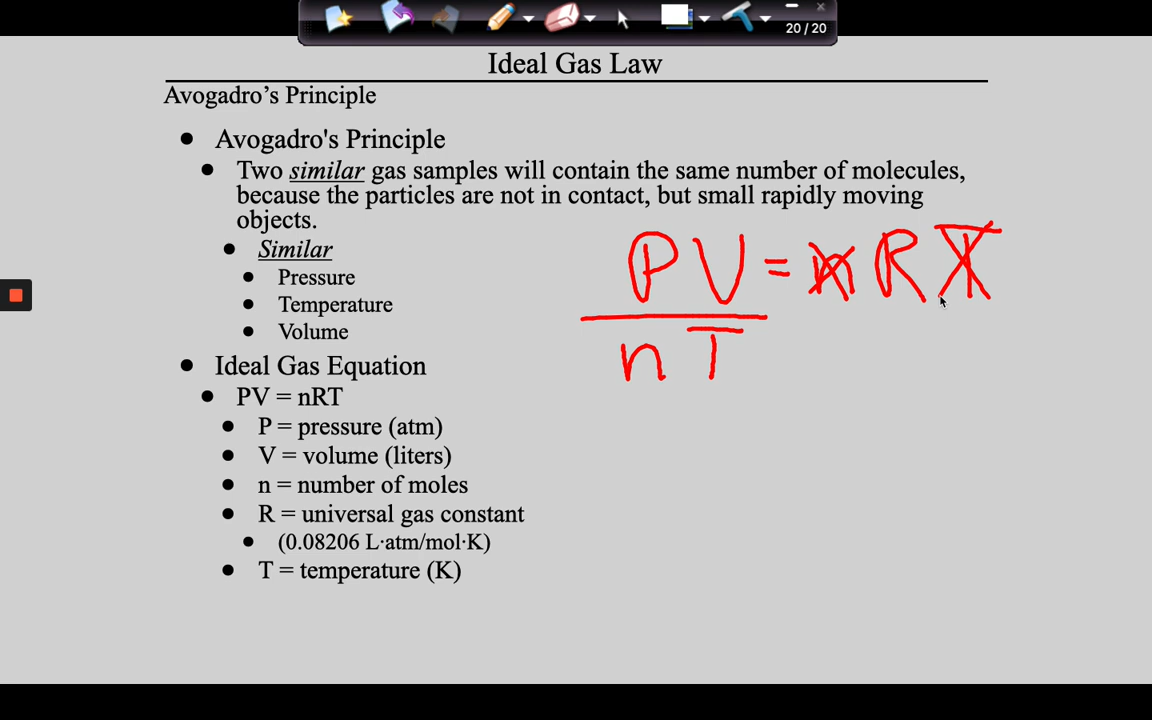 20 / 20
Ideal Gas Law
Avogadro’s Principle
● Avogadro's Principle
● Two similar gas samples will contain the same number of molecules,
because the particles are not in contact, but small rapidly moving
objects.
● Similar
● Pressure
● Temperature
● Volume
PV = nRT
nT
● Ideal Gas Equation
● PV = nRT
● P = pressure (atm)
● V = volume (liters)
● n = number of moles
● R = universal gas constant
● (0.08206 L·atm/mol·K)
● T = temperature (K)